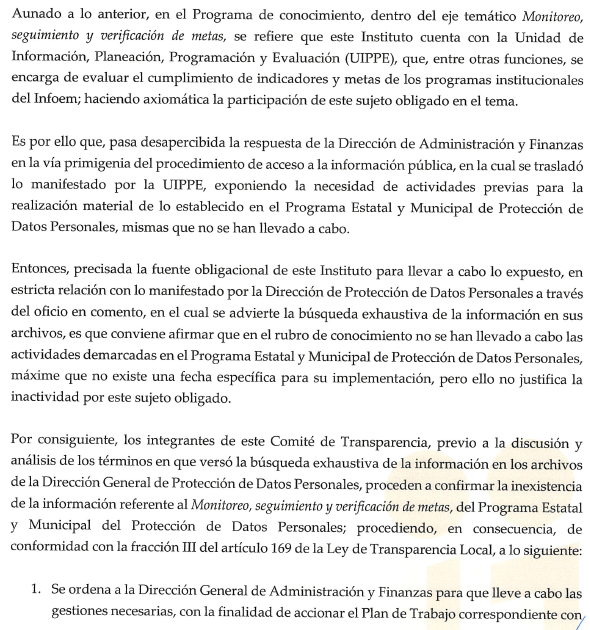 Aunado a lo anterior, en el Programa de conocimiento, dentro del eje temático Monitoreo,
seguimiento y verificación de metas, se refiere que este Instituto cuenta con la Unidad de
Información, Planeación, Programación y Evaluación (UIPPE), que, entre otras funciones, se
encarga de evaluar el cumplimiento de indicadores y metas de los programas institucionales
del Infoem; haciendo axiomática la participación de este sujeto obligado en el tema.
Es por ello que, pasa desapercibida la respuesta de la Dirección de Administración y Finanzas
en la vía primigenia del procedimiento de acceso a la información pública, en la cual se trasladó
lo manifestado por la UIPPE, exponiendo la necesidad de actividades previas para la
realización material de lo establecido en el Programa Estatal y Municipal de Protección de
Datos Personales, mismas que no se han llevado a cabo.
Entonces, precisada la fuente obligacional de este Instituto para llevar a cabo lo expuesto, en
estricta relación con lo manifestado por la Dirección de Protección de Datos Personales a través
del oficio en comento, en el cual se advierte la búsqueda exhaustiva de la información en sus
archivos, es que conviene afirmar que en el rubro de conocimiento no se han llevado a cabo las
actividades demarcadas en el Programa Estatal y Municipal de Protección de Datos Personales,
máxime que no existe una fecha específica para su implementación, pero ello no justifica la
inactividad por este sujeto obligado.
Por consiguiente, los integrantes de este Comité de Transparencia, previo a la discusión y
análisis de los términos en que versó la búsqueda exhaustiva de la información en los archivos
de la Dirección General de Protección de Datos Personales, proceden a confirmar la inexistencia
de la información referente al Monitoreo, seguimiento y verificación de metas, del Programa Estatal
y Municipal del Protección de Datos Personales; procediendo, en consecuencia, de
conformidad con la fracción III del artículo 169 de la Ley de Transparencia Local, a lo siguiente:
1. Se ordena a la Dirección General de Administración y Finanzas para que lleve a cabo las
gestiones necesarias, con la finalidad de accionar el Plan de Trabajo correspondiente con